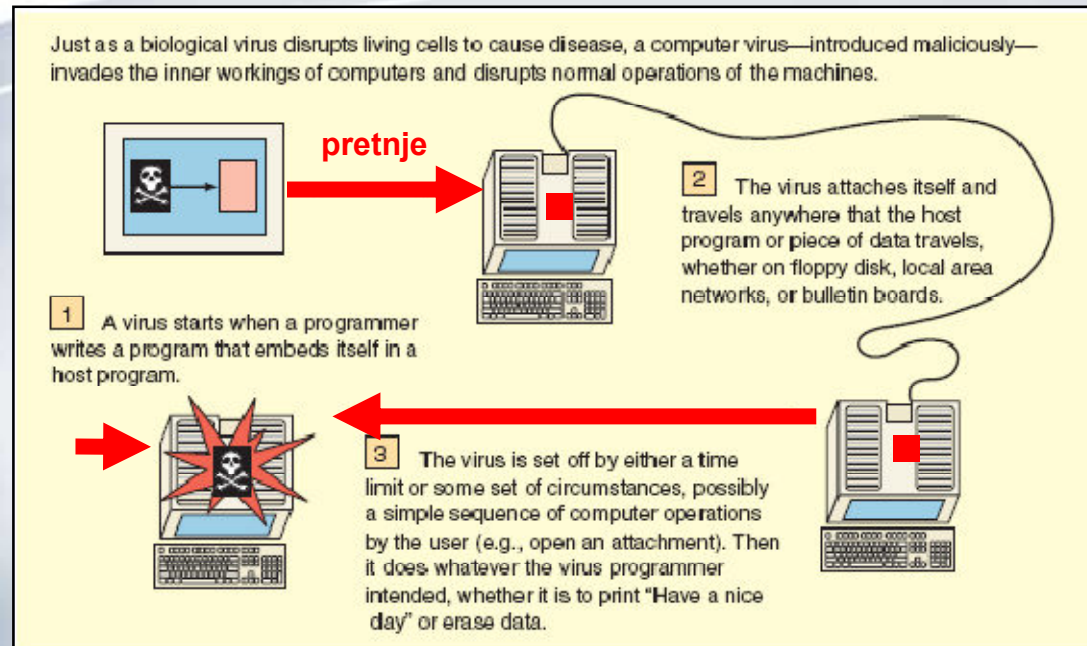 Just as a biological virus disrupts living cells to cause disease, a computer virus—introduced maliciously—
invades the inner workings of computers and disrupts normal operations of the machines.
pretnje
2 The virus attaches itself and
travels anywhere that the host
program or piece of data travels,
whether on floppy disk, local area
networks, or bulletin boards.
1 A virus starts when a programmer
writes a program that embeds itself in a
host program.
3 The virus is set off by either a time
limit or some set of circumstances, possibly
a simple sequence of computer operations
by the user (e.g., open an attachment). Then
it does whatever the virus programmer
intended, whether it is to print “Have a nice
day” or erase data.